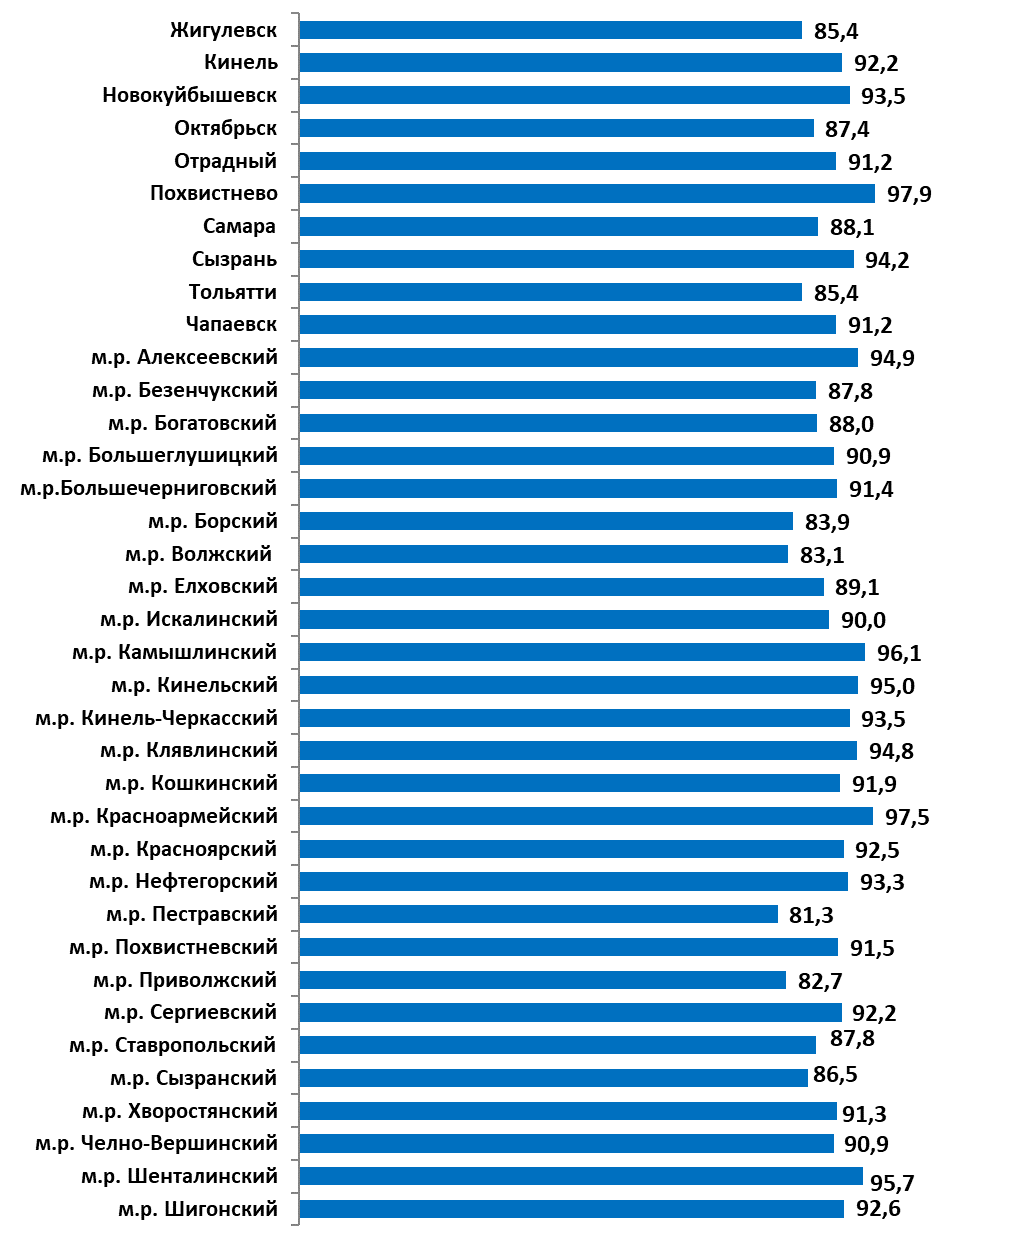 Жигулевск 85,4
Кинель 92,2
Новокуйбышевск 93,5
Октябрьск 87,4
Отрадный 91,2
Похвистнево 97,9
Самара 88,1
Сызрань 94,2
Тольятти 85,4
Чапаевск 91,2
м.р. Алексеевский 94,9
м.р. Безенчукский 87,8
м.р. Богатовский 88,0
м.р. Большеглушицкий 90,9
м.р.Большечерниговский 91,4
м.р. Борский 83,9
м.р. Волжский 83,1
м.р. Елховский 89,1
м.р. Искалинский 90,0
м.р. Камышлинский 96,1
м.р. Кинельский 95,0
м.р. Кинель-Черкасский 93,5
м.р. Клявлинский 94,8
м.р. Кошкинский 91,9
м.р. Красноармейский 97,5
м.р. Красноярский 92,5
м.р. Нефтегорский 93,3
м.р. Пестравский 81,3
м.р. Похвистневский 91,5
м.р. Приволжский 82,7
м.р. Сергиевский 92,2
м.р. Ставропольский 87,8
м.р. Сызранский 86,5
м.р. Хворостянский 91,3
м.р. Челно-Вершинский 90,9
м.р. Шенталинский 95,7
м.р. Шигонский 92,6